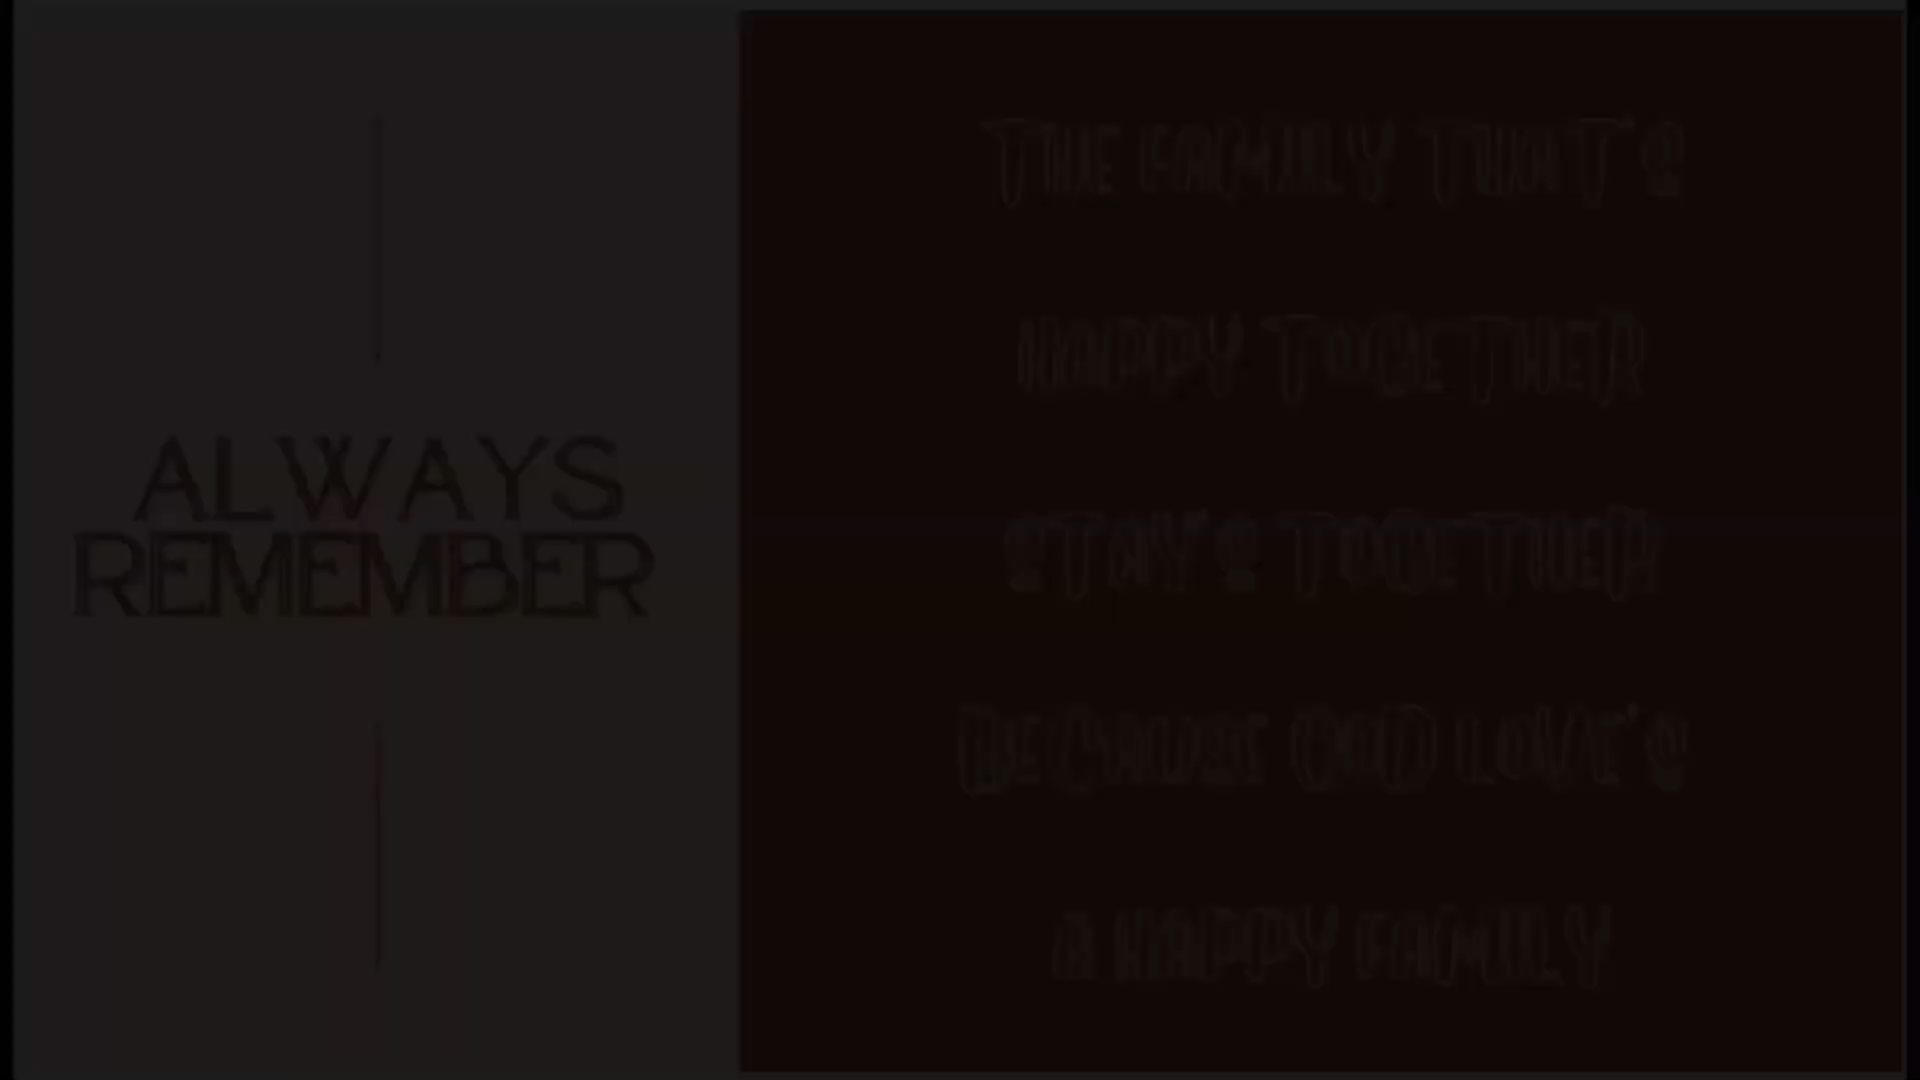 ALWAYS
REMEMBER
THE FAMILY THAT'S
HAPPY TOGETHER
STAY'S TOGETHER
BECAUSE GOD LOVE'S
A HAPPY FAMILY